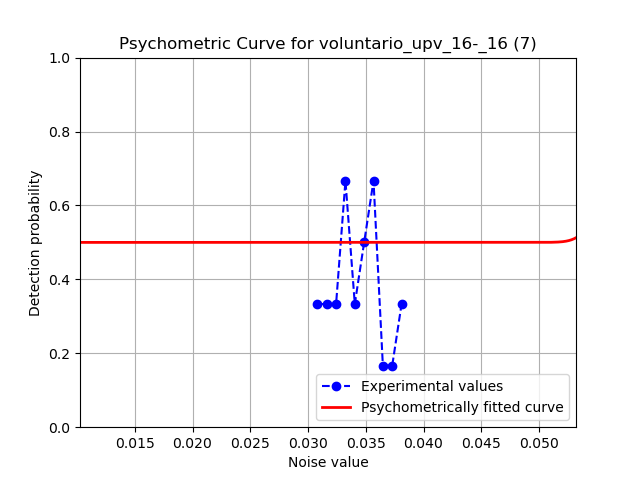 Psychometric Curve for voluntario_upv_16-_16 (7)
1.0
0.8
0.6
0.4
0.2
0.0
Detection probability
Experimental values
Psychometrically fitted curve
0.015 0.020 0.025 0.030 0.035 0.040 0.045 0.050
Noise value